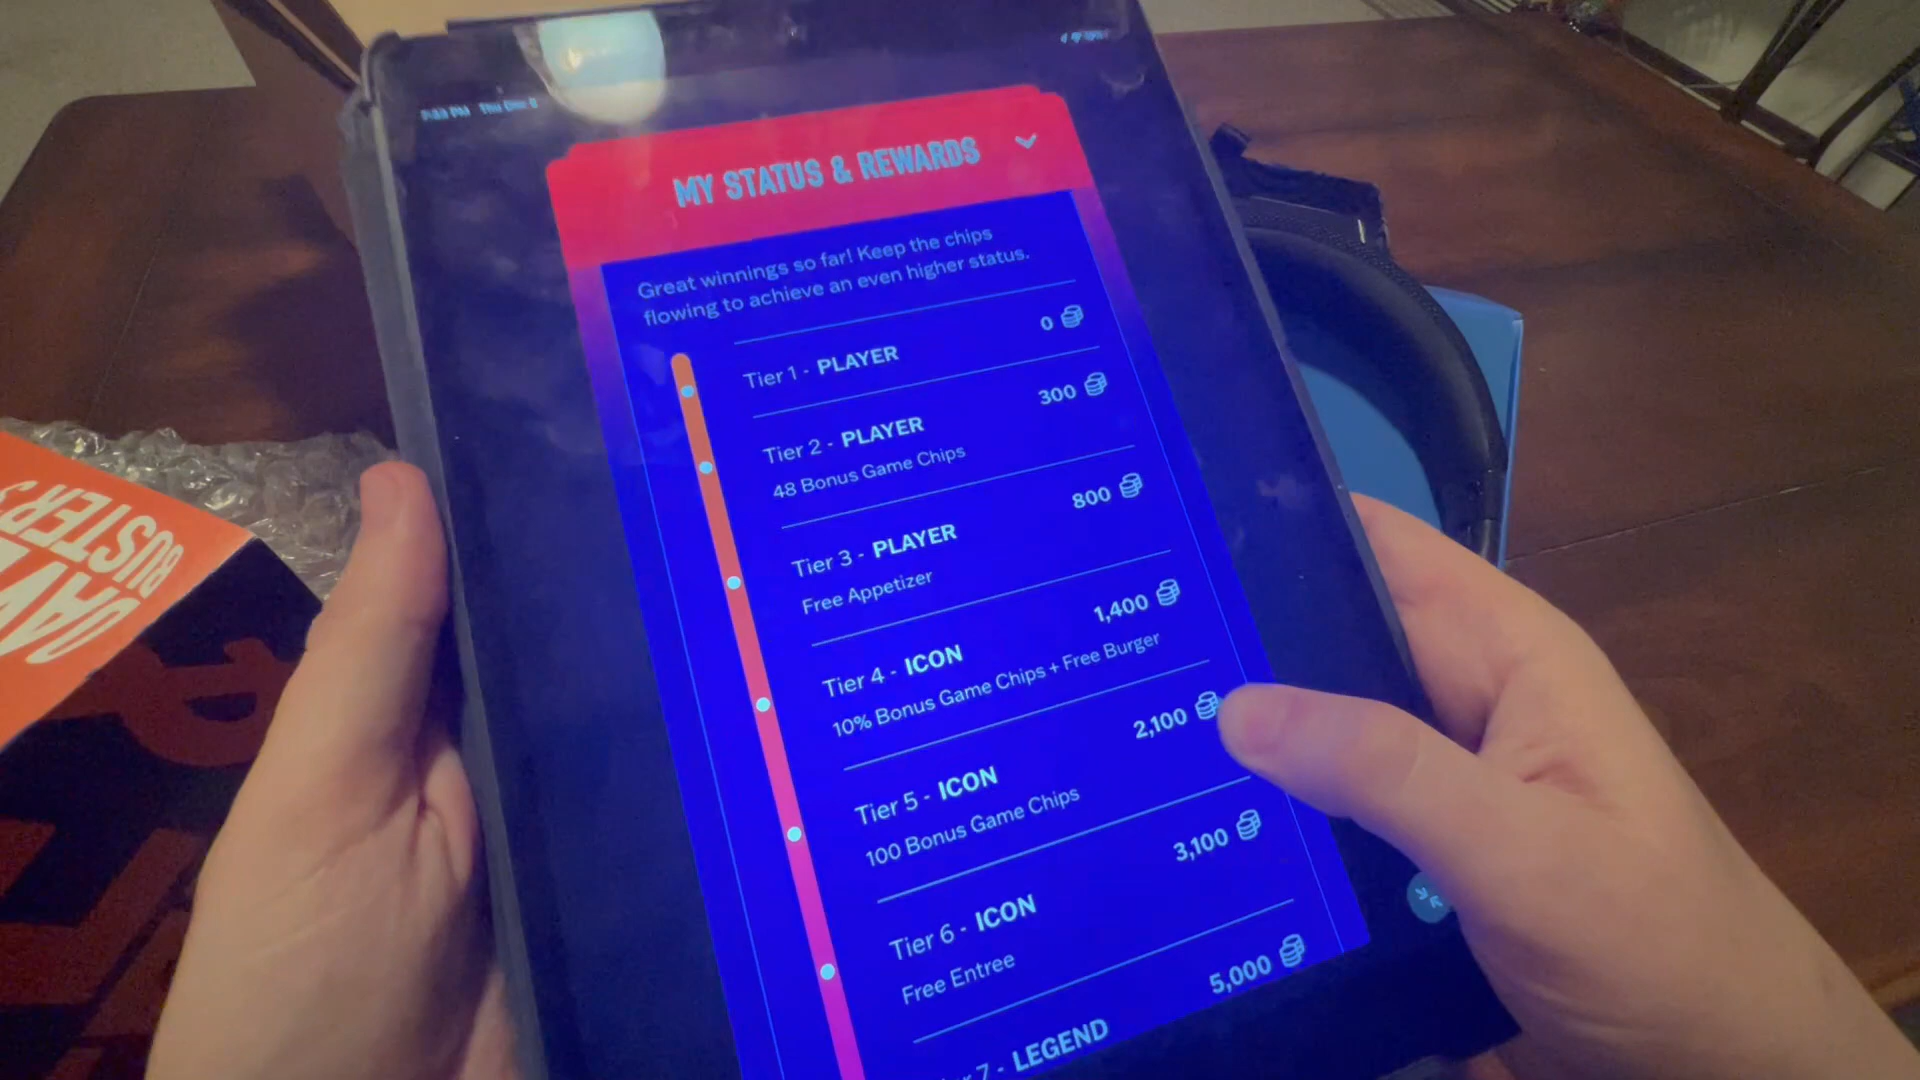 MY STATUS & REWARDS
Great winnings so far! Keep the chips
flowing to achieve an even higher status.
0
Tier 1 - PLAYER
300
Tier 2 - PLAYER
48 Bonus Game Chips
800
Tier 3 - PLAYER
Free Appetizer
1,400
Tier 4 - ICON
10% Bonus Game Chips + Free Burger
2,100
Tier 5 - ICON
100 Bonus Game Chips
3,100
Tier 6 - ICON
Free Entree
5,000
7 - LEGEND
BUSTER'S